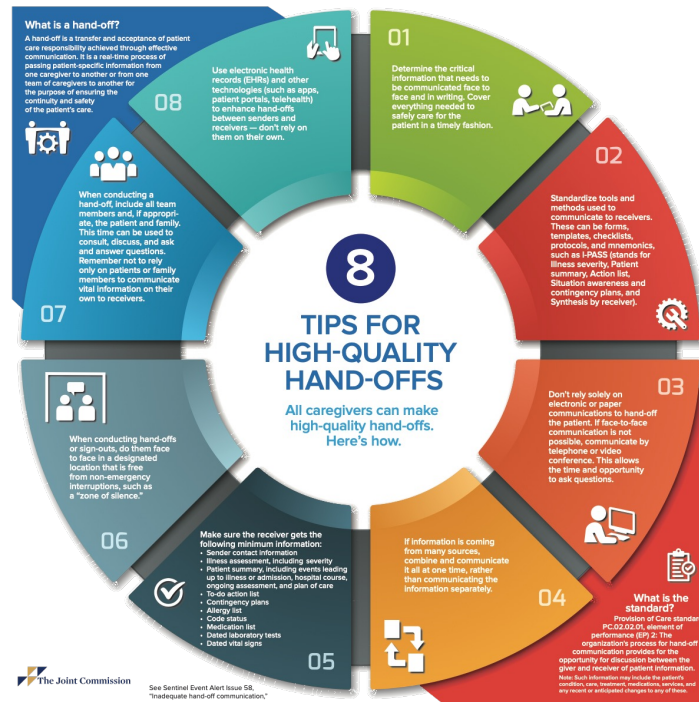 What is a hand-off?
A hand-off is a transfer and acceptance of patient
care responsibility achieved through effective
communication. It is a real-time process of
passing patient-specific information from
one caregiver to another or from one
team of caregivers to another for
the purpose of ensuring the
continuity and safety
of the patient's care.
8
TIPS FOR
HIGH-QUALITY
HAND-OFFS
All caregivers can make
high-quality hand-offs.
Here's how.
01
Determine the critical
information that needs to
be communicated face to
face and in writing. Cover
everything needed to
safely care for the
patient in a timely fashion.
02
Standardize tools and
methods used to
communicate to receivers.
These can be forms,
templates, checklists,
protocols, and mnemonics,
such as I-PASS (stands for
Illness severity, Patient
summary, Action list,
Situation awareness and
contingency plans, and
Synthesis by receiver).
03
Don't rely solely on
electronic or paper
communications to hand-off
the patient. If face-to-face
communication is not
possible, communicate by
telephone or video
conference. This allows
the time and opportunity
to ask questions.
04
If information is coming
from many sources,
combine and communicate
it all at one time, rather
than communicating the
information separately.
05
Make sure the receiver gets the
following minimum information:
• Sender contact information
• Illness assessment, including severity
• Patient summary, including events leading
up to illness or admission, hospital course,
ongoing assessment, and plan of care
• To-do action list
• Contingency plans
• Allergy list
• Code status
• Medication list
• Dated laboratory tests
• Dated vital signs
06
When conducting hand-offs
or sign-outs, do them face
to face in a designated
location that is free
from non-emergency
interruptions, such as
a "zone of silence."
07
When conducting a
hand-off, include all team
members and, if appropri-
ate, the patient and family.
This time can be used to
consult, discuss, and ask
and answer questions.
Remember not to rely
only on patients or family
members to communicate
vital information on their
own to receivers.
08
Use electronic health
records (EHRs) and other
technologies (such as apps,
patient portals, telehealth)
to enhance hand-offs
between senders and
receivers — don't rely on
them on their own.
What is the
standard?
Provision of Care standar
PC.02.02.01, element of
performance (EP) 2: The
organization's process for hand-off
communication provides for the
opportunity for discussion between the
giver and receiver of patient information.
Note: Such information may include the patient's
condition, care, treatment, medications, services, and
any recent or anticipated changes to any of these.
The Joint Commission
See Sentinel Event Alert Issue 58,
"Inadequate hand-off communication,"